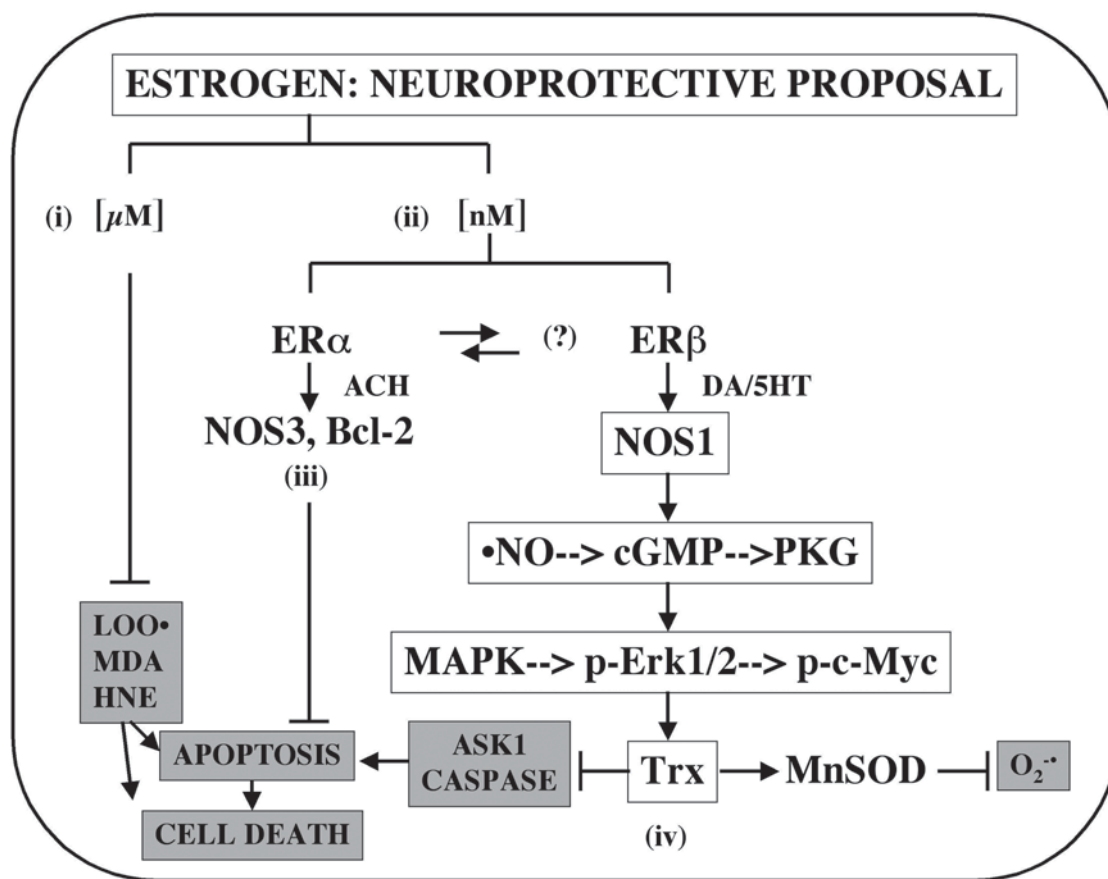 ESTROGEN: NEUROPROTECTIVE PROPOSAL
(i) [µM]
(ii) [nM]
ERα
(?)
ERβ
ACH
DA/5HT
NOS3, Bcl-2
(iii)
NOS1
•NO--> cGMP-->PKG
MAPK--> p-Erk1/2--> p-c-Myc
LOO•
MDA
HNE
APOPTOSIS
ASK1
CASPASE
Trx
MnSOD
O₂⁻•
CELL DEATH
(iv)